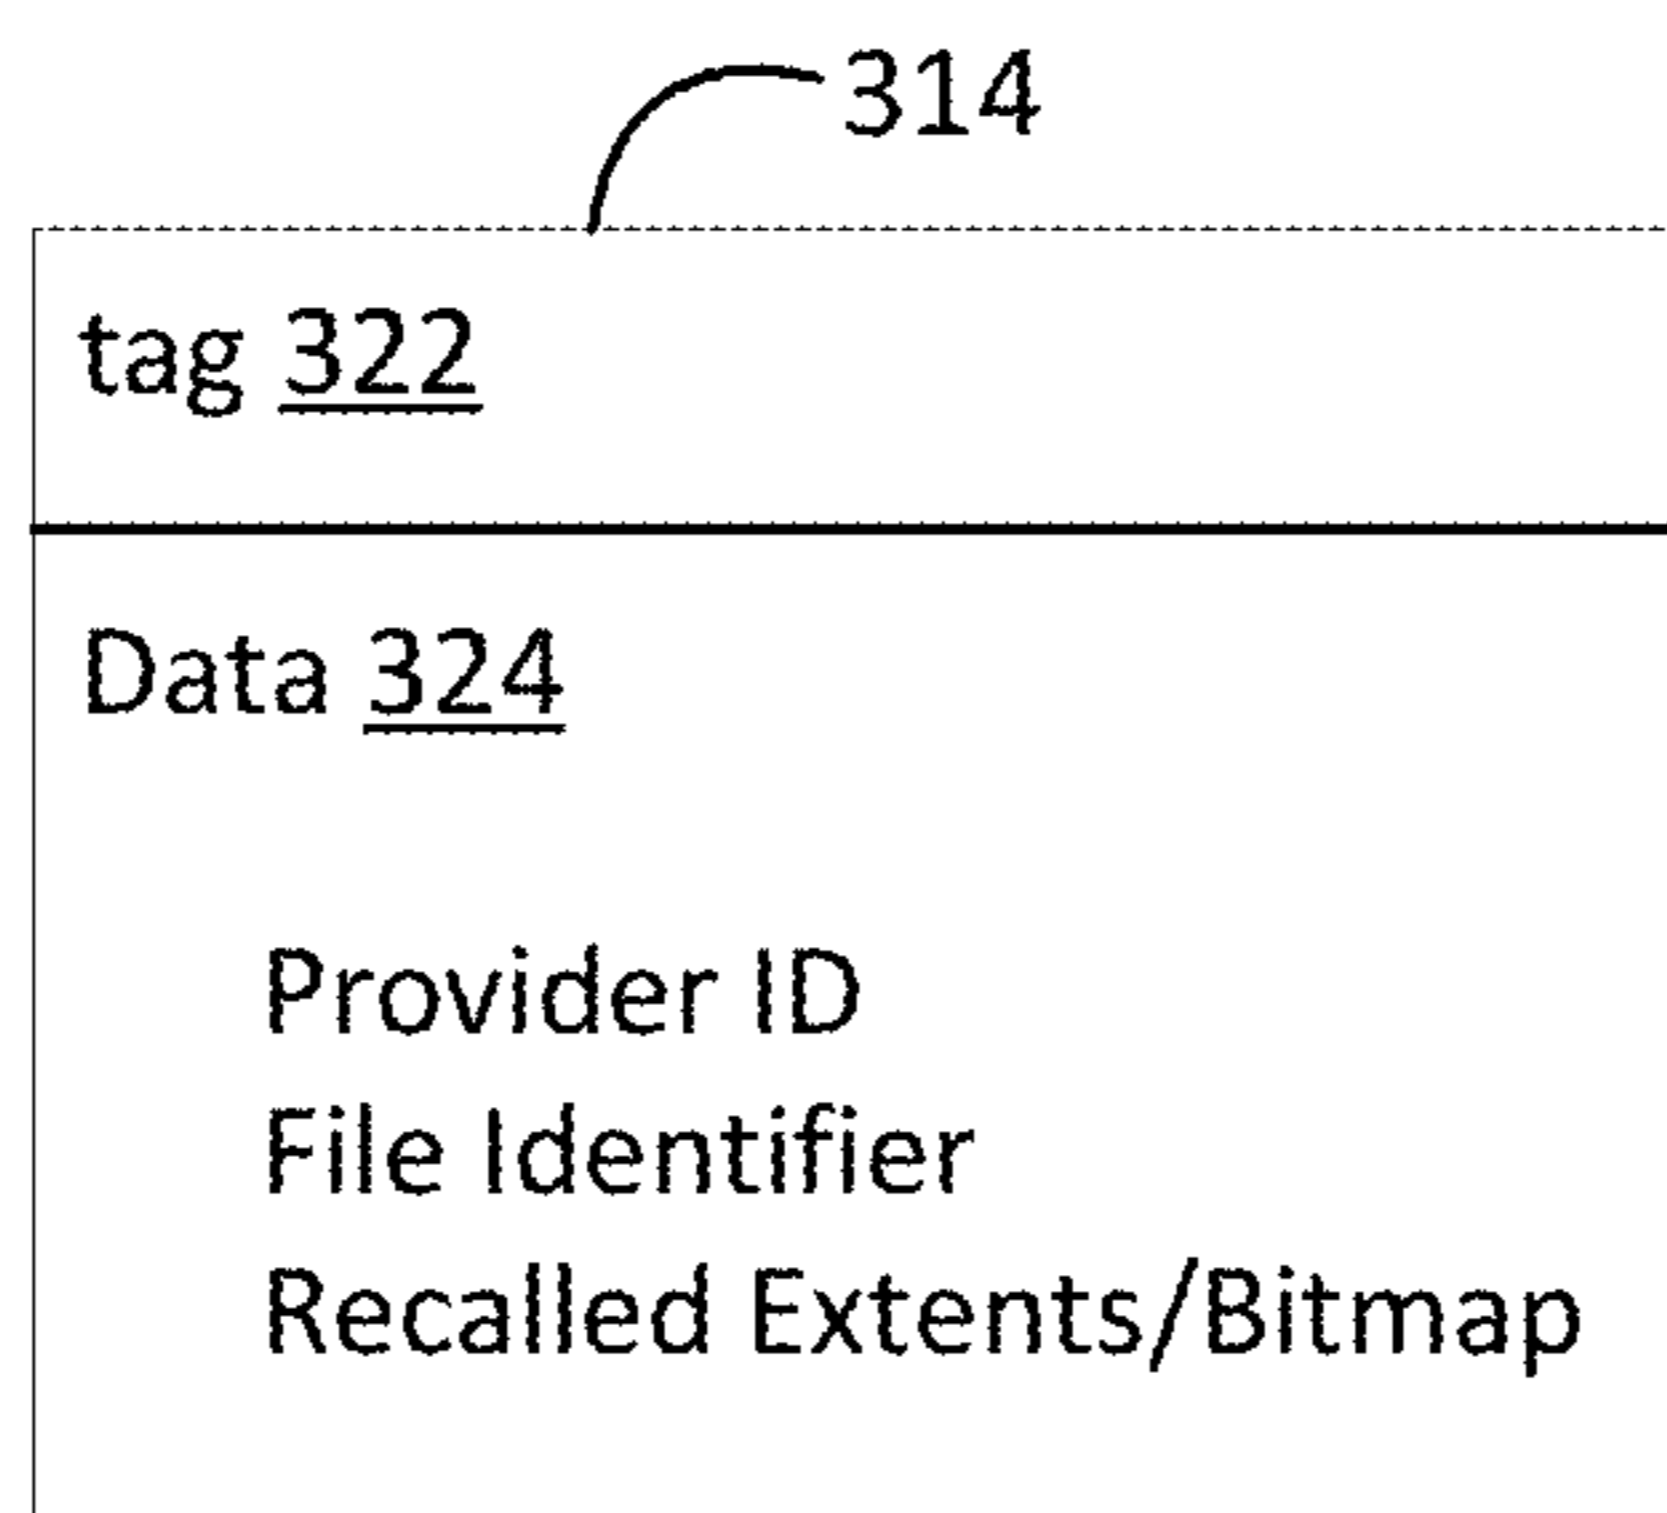 314
tag 322
Data 324
Provider ID
File Identifier
Recalled Extents/Bitmap